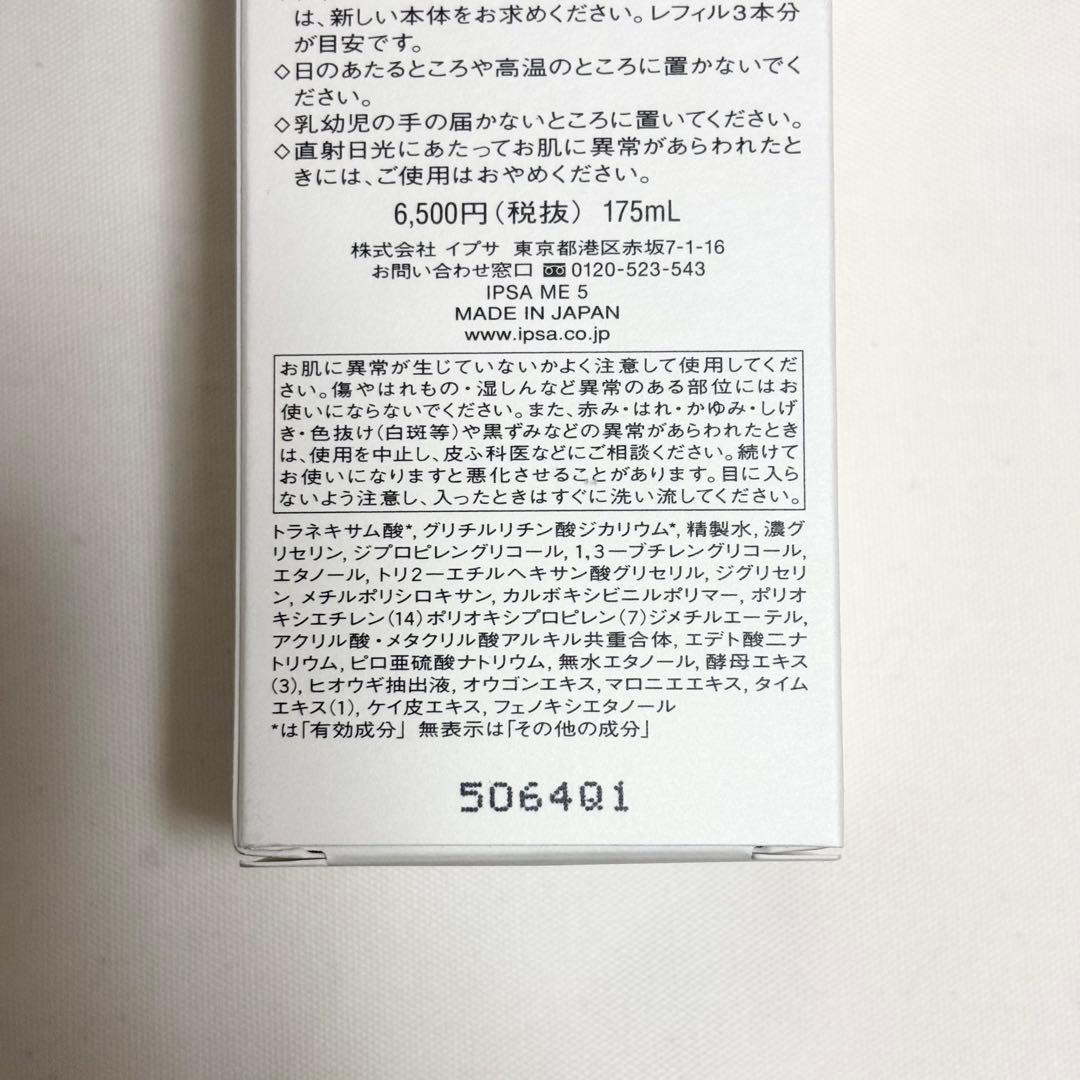 は、新しい本体をお求めください。レフィル3本分
が目安です。
◇日のあたるところや高温のところに置かないでく
ださい。
◇乳幼児の手の届かないところに置いてください。
◇直射日光にあたってお肌に異常があらわれたと
きには、ご使用はおやめください。
6,500円（税抜） 175mL
株式会社 イプサ 東京都港区赤坂7-1-16
お問い合わせ窓口 0120-523-543
IPSA ME 5
MADE IN JAPAN
www.ipsa.co.jp
お肌に異常が生じていないかよく注意して使用してくだ
さい。傷やはれもの・湿しんなど異常のある部位にはお
使いにならないでください。また、赤み・はれ・かゆみ・しげ
き・色抜け（白斑等）や黒ずみなどの異常があらわれたとき
は、使用を中止し、皮ふ科医などにご相談ください。続けて
お使いになりますと悪化させることがあります。目に入ら
ないよう注意し、入ったときはすぐに洗い流してください。
トラネキサム酸*, グリチルリチン酸ジカリウム*, 精製水, 濃グ
リセリン, ジプロピレングリコール, 1,3ーブチレングリコール,
エタノール, トリ2ーエチルヘキサン酸グリセリル, ジグリセリ
ン, メチルポリシロキサン, カルボキシビニルポリマー, ポリオ
キシエチレン（14）ポリオキシプロピレン（7）ジメチルエーテル,
アクリル酸・メタクリル酸アルキル共重合体, エデト酸二ナ
トリウム, ピロ亜硫酸ナトリウム, 無水エタノール, 酵母エキス
（3）, ヒオウギ抽出液, オウゴンエキス, マロニエエキス, タイム
エキス（1）, ケイ皮エキス, フェノキシエタノール
*は「有効成分」 無表示は「その他の成分」
5064Q1